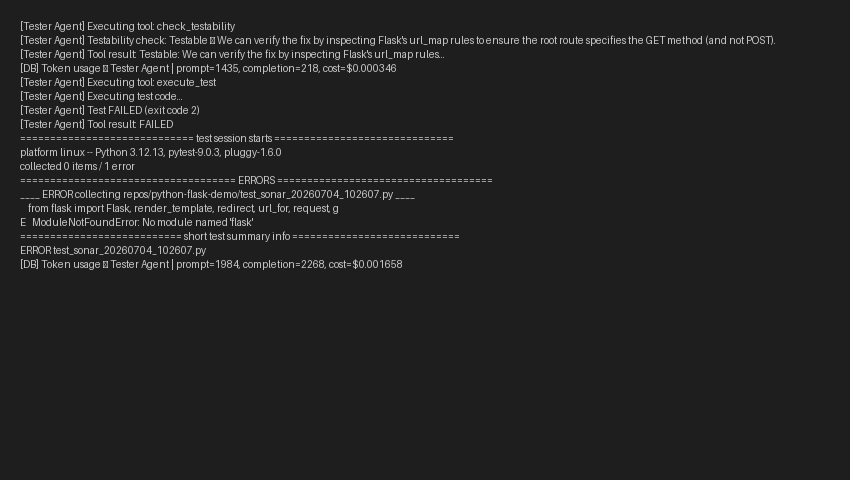 [Tester Agent] Executing tool: check_testability
[Tester Agent] Testability check: Testable ▯ We can verify the fix by inspecting Flask's url_map rules to ensure the root route specifies the GET method (and not POST).
[Tester Agent] Tool result: Testable: We can verify the fix by inspecting Flask's url_map rules...
[DB] Token usage ▯ Tester Agent | prompt=1435, completion=218, cost=$0.000346
[Tester Agent] Executing tool: execute_test
[Tester Agent] Executing test code...
[Tester Agent] Test FAILED (exit code 2)
[Tester Agent] Tool result: FAILED
============================= test session starts ==============================
platform linux -- Python 3.12.13, pytest-9.0.3, pluggy-1.6.0
collected 0 items / 1 error
==================================== ERRORS ====================================
____ ERROR collecting repos/python-flask-demo/test_sonar_20260704_102607.py ____
from flask import Flask, render_template, redirect, url_for, request, g
E ModuleNotFoundError: No module named 'flask'
=========================== short test summary info ============================
ERROR test_sonar_20260704_102607.py
[DB] Token usage ▯ Tester Agent | prompt=1984, completion=2268, cost=$0.001658